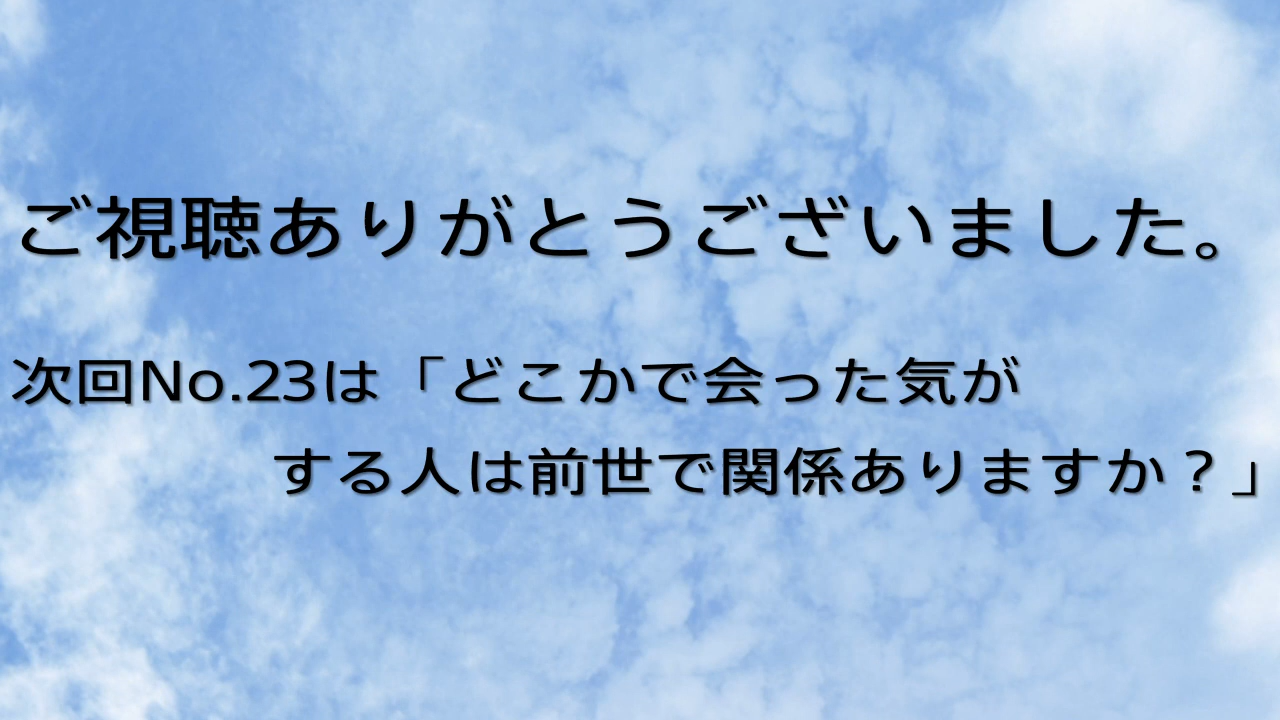 ご視聴ありがとうございました。
次回No.23は「どこかで会った気が
する人は前世で関係ありますか？」